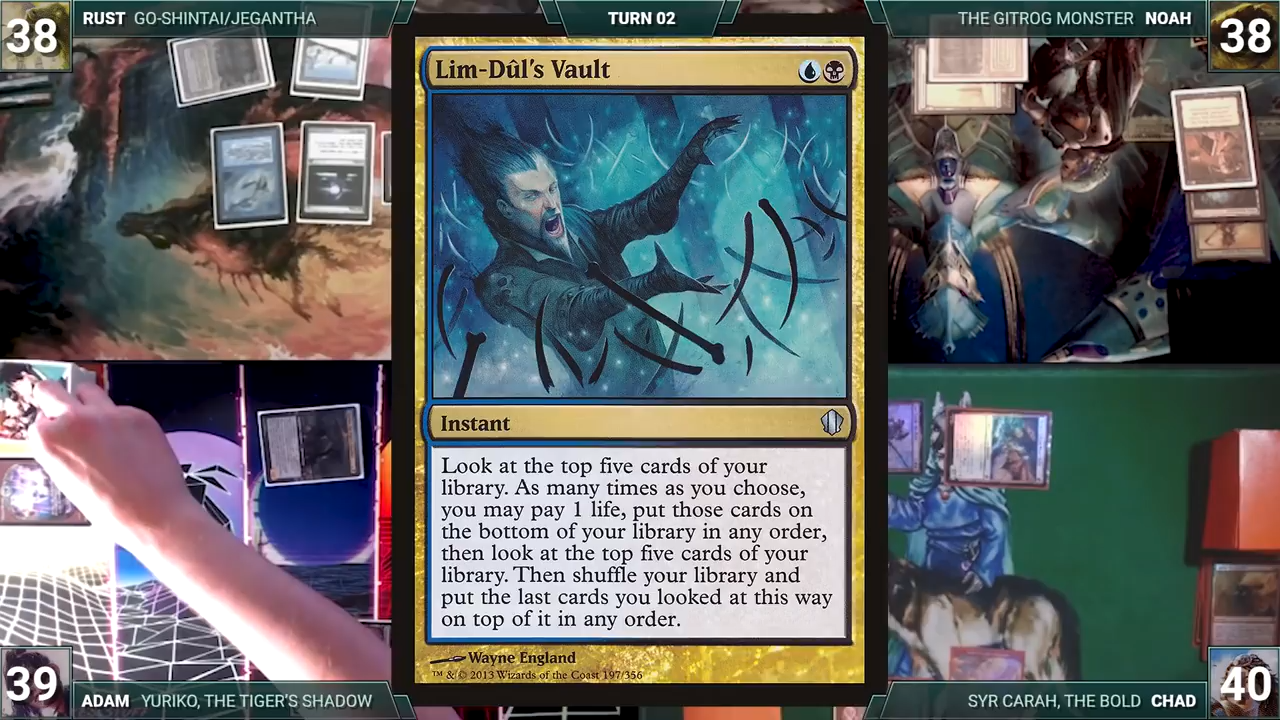 38
RUST GO-SHINTAI/JEGANTHA
TURN 02
THE GITROG MONSTER NOAH
38
Lim-Dûl's Vault
Instant
Look at the top five cards of your
library. As many times as you choose,
you may pay 1 life, put those cards on
the bottom of your library in any order,
then look at the top five cards of your
library. Then shuffle your library and
put the last cards you looked at this way
on top of it in any order.
Wayne England
™ & © 2013 Wizards of the Coast 197/356
39
ADAM YURIKO, THE TIGER'S SHADOW
SYR CARAH, THE BOLD CHAD
40